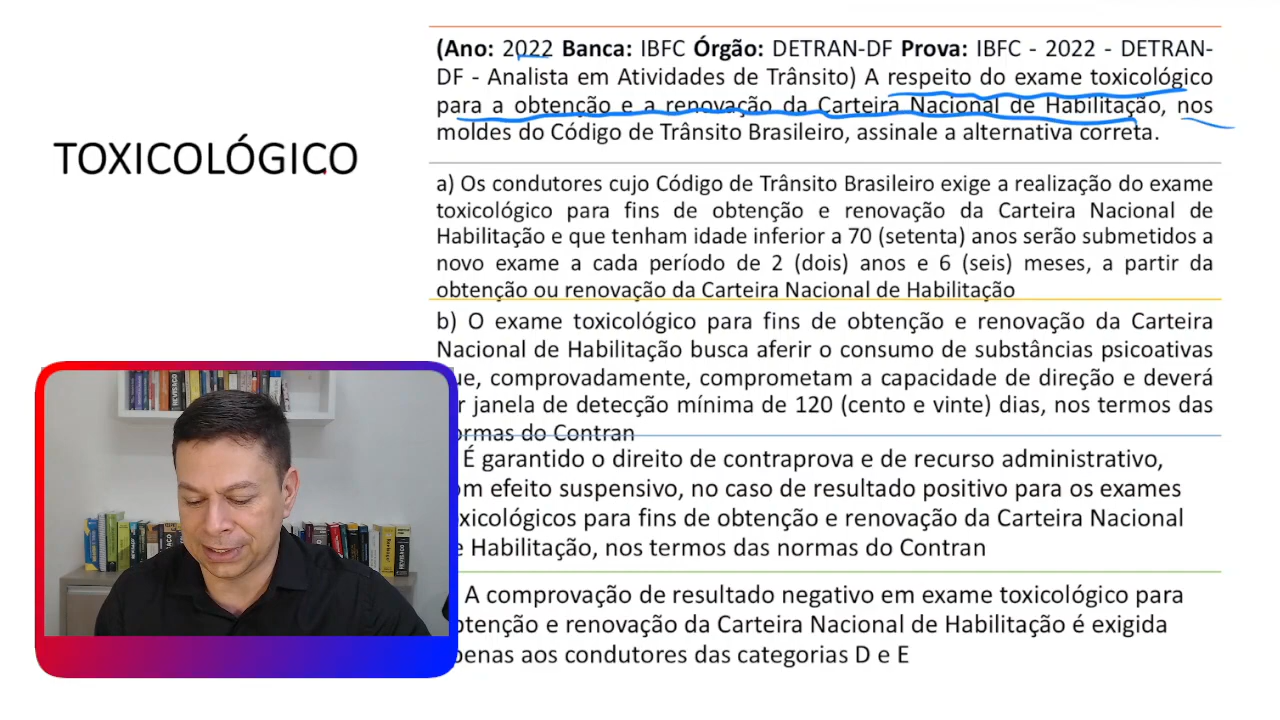 TOXICOLÓGICO
(Ano: 2022 Banca: IBFC Órgão: DETRAN-DF Prova: IBFC - 2022 - DETRAN-
DF - Analista em Atividades de Trânsito) A respeito do exame toxicológico
para a obtenção e a renovação da Carteira Nacional de Habilitação, nos
moldes do Código de Trânsito Brasileiro, assinale a alternativa correta.
a) Os condutores cujo Código de Trânsito Brasileiro exige a realização do exame
toxicológico para fins de obtenção e renovação da Carteira Nacional de
Habilitação e que tenham idade inferior a 70 (setenta) anos serão submetidos a
novo exame a cada período de 2 (dois) anos e 6 (seis) meses, a partir da
obtenção ou renovação da Carteira Nacional de Habilitação
b) O exame toxicológico para fins de obtenção e renovação da Carteira
Nacional de Habilitação busca aferir o consumo de substâncias psicoativas
ue, comprovadamente, comprometam a capacidade de direção e deverá
r janela de detecção mínima de 120 (cento e vinte) dias, nos termos das
ormas do Contran
É garantido o direito de contraprova e de recurso administrativo,
om efeito suspensivo, no caso de resultado positivo para os exames
xicológicos para fins de obtenção e renovação da Carteira Nacional
e Habilitação, nos termos das normas do Contran
A comprovação de resultado negativo em exame toxicológico para
btenção e renovação da Carteira Nacional de Habilitação é exigida
penas aos condutores das categorias D e E